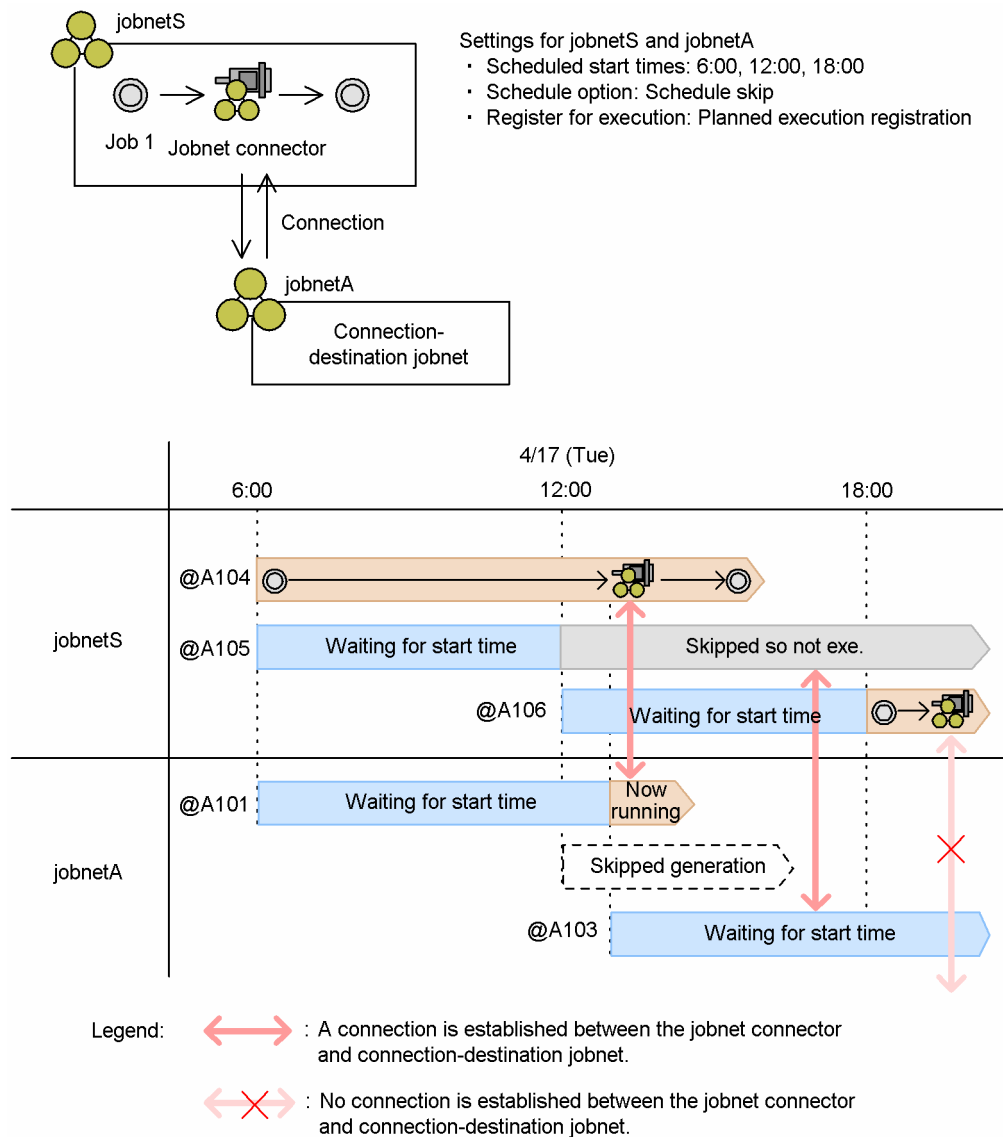 jobnetS
Settings for jobnetS and jobnetA
・ Scheduled start times: 6:00, 12:00, 18:00
・ Schedule option: Schedule skip
・ Register for execution: Planned execution registration
Job 1
Jobnet connector
Connection
jobnetA
Connection-
destination jobnet
4/17 (Tue)
6:00
12:00
18:00
jobnetS
@A104
@A105
Waiting for start time
Skipped so not exe.
@A106
Waiting for start time
jobnetA
@A101
Waiting for start time
Now
running
Skipped generation
@A103
Waiting for start time
Legend:
: A connection is established between the jobnet connector
and connection-destination jobnet.
: No connection is established between the jobnet connector
and connection-destination jobnet.